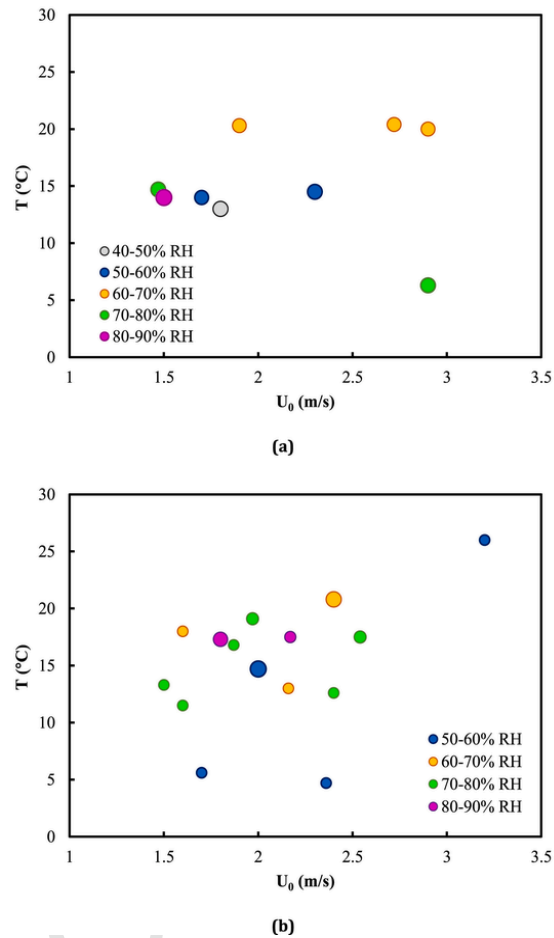 30
25
20
15
10
5
0
T (°C)
40-50% RH
50-60% RH
60-70% RH
70-80% RH
80-90% RH
1 1.5 2 2.5 3 3.5
U₀ (m/s)
(a)
30
25
20
15
10
5
0
T (°C)
50-60% RH
60-70% RH
70-80% RH
80-90% RH
1 1.5 2 2.5 3 3.5
U₀ (m/s)
(b)